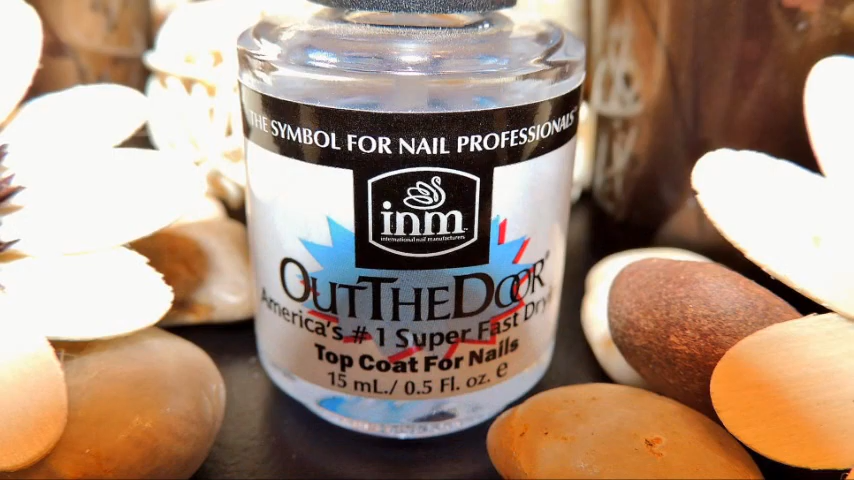 THE SYMBOL FOR NAIL PROFESSIONALS
inm
international nail manufacturers
OUTTHEDOOR®
America's #1 Super Fast Dry
Top Coat For Nails
15 mL./ 0.5 Fl. oz. e